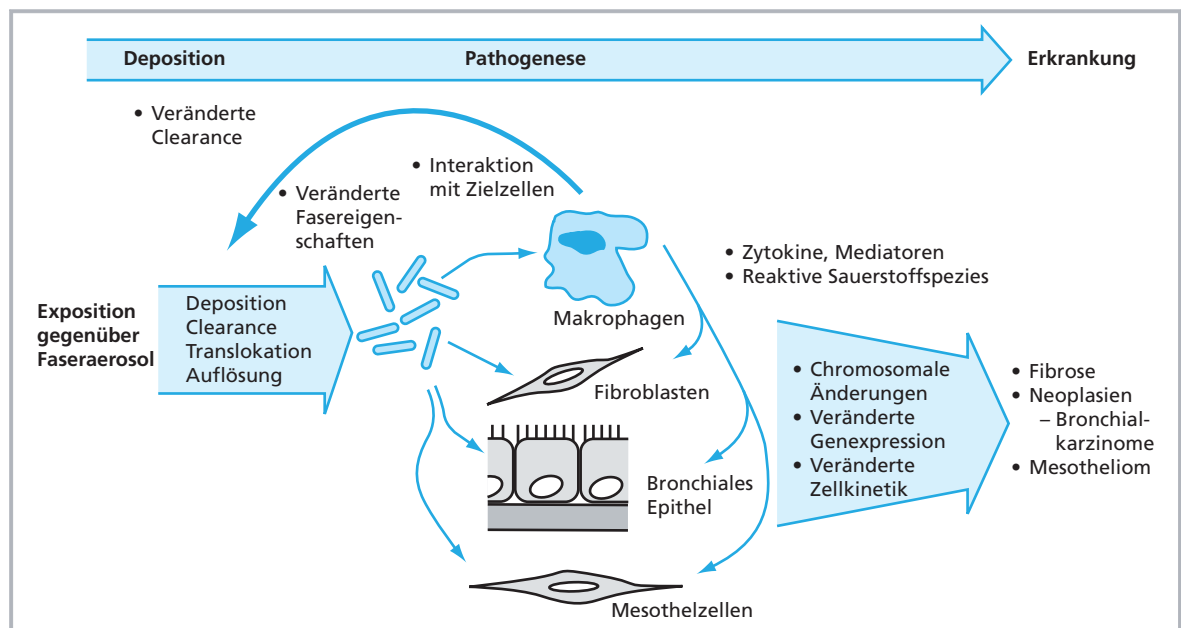 Deposition
Pathogenese
Erkrankung
• Veränderte
Clearance
• Interaktion
mit Zielzellen
• Veränderte
Fasereigen-
schaften
• Zytokine, Mediatoren
• Reaktive Sauerstoffspezies
Exposition
gegenüber
Faseraerosol
Deposition
Clearance
Translokation
Auflösung
Makrophagen
Fibroblasten
Bronchiales
Epithel
Mesothelzellen
• Chromosomale
Änderungen
• Veränderte
Genexpression
• Veränderte
Zellkinetik
• Fibrose
• Neoplasien
– Bronchial-
karzinome
• Mesotheliom